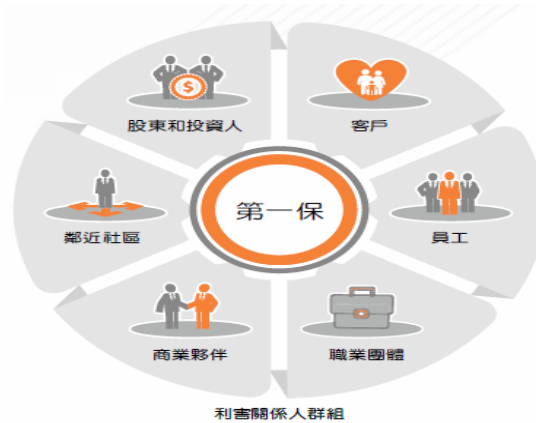 股東和投資人
客戶
第一保
鄰近社區
員工
商業夥伴
職業團體
利害關係人群組
$